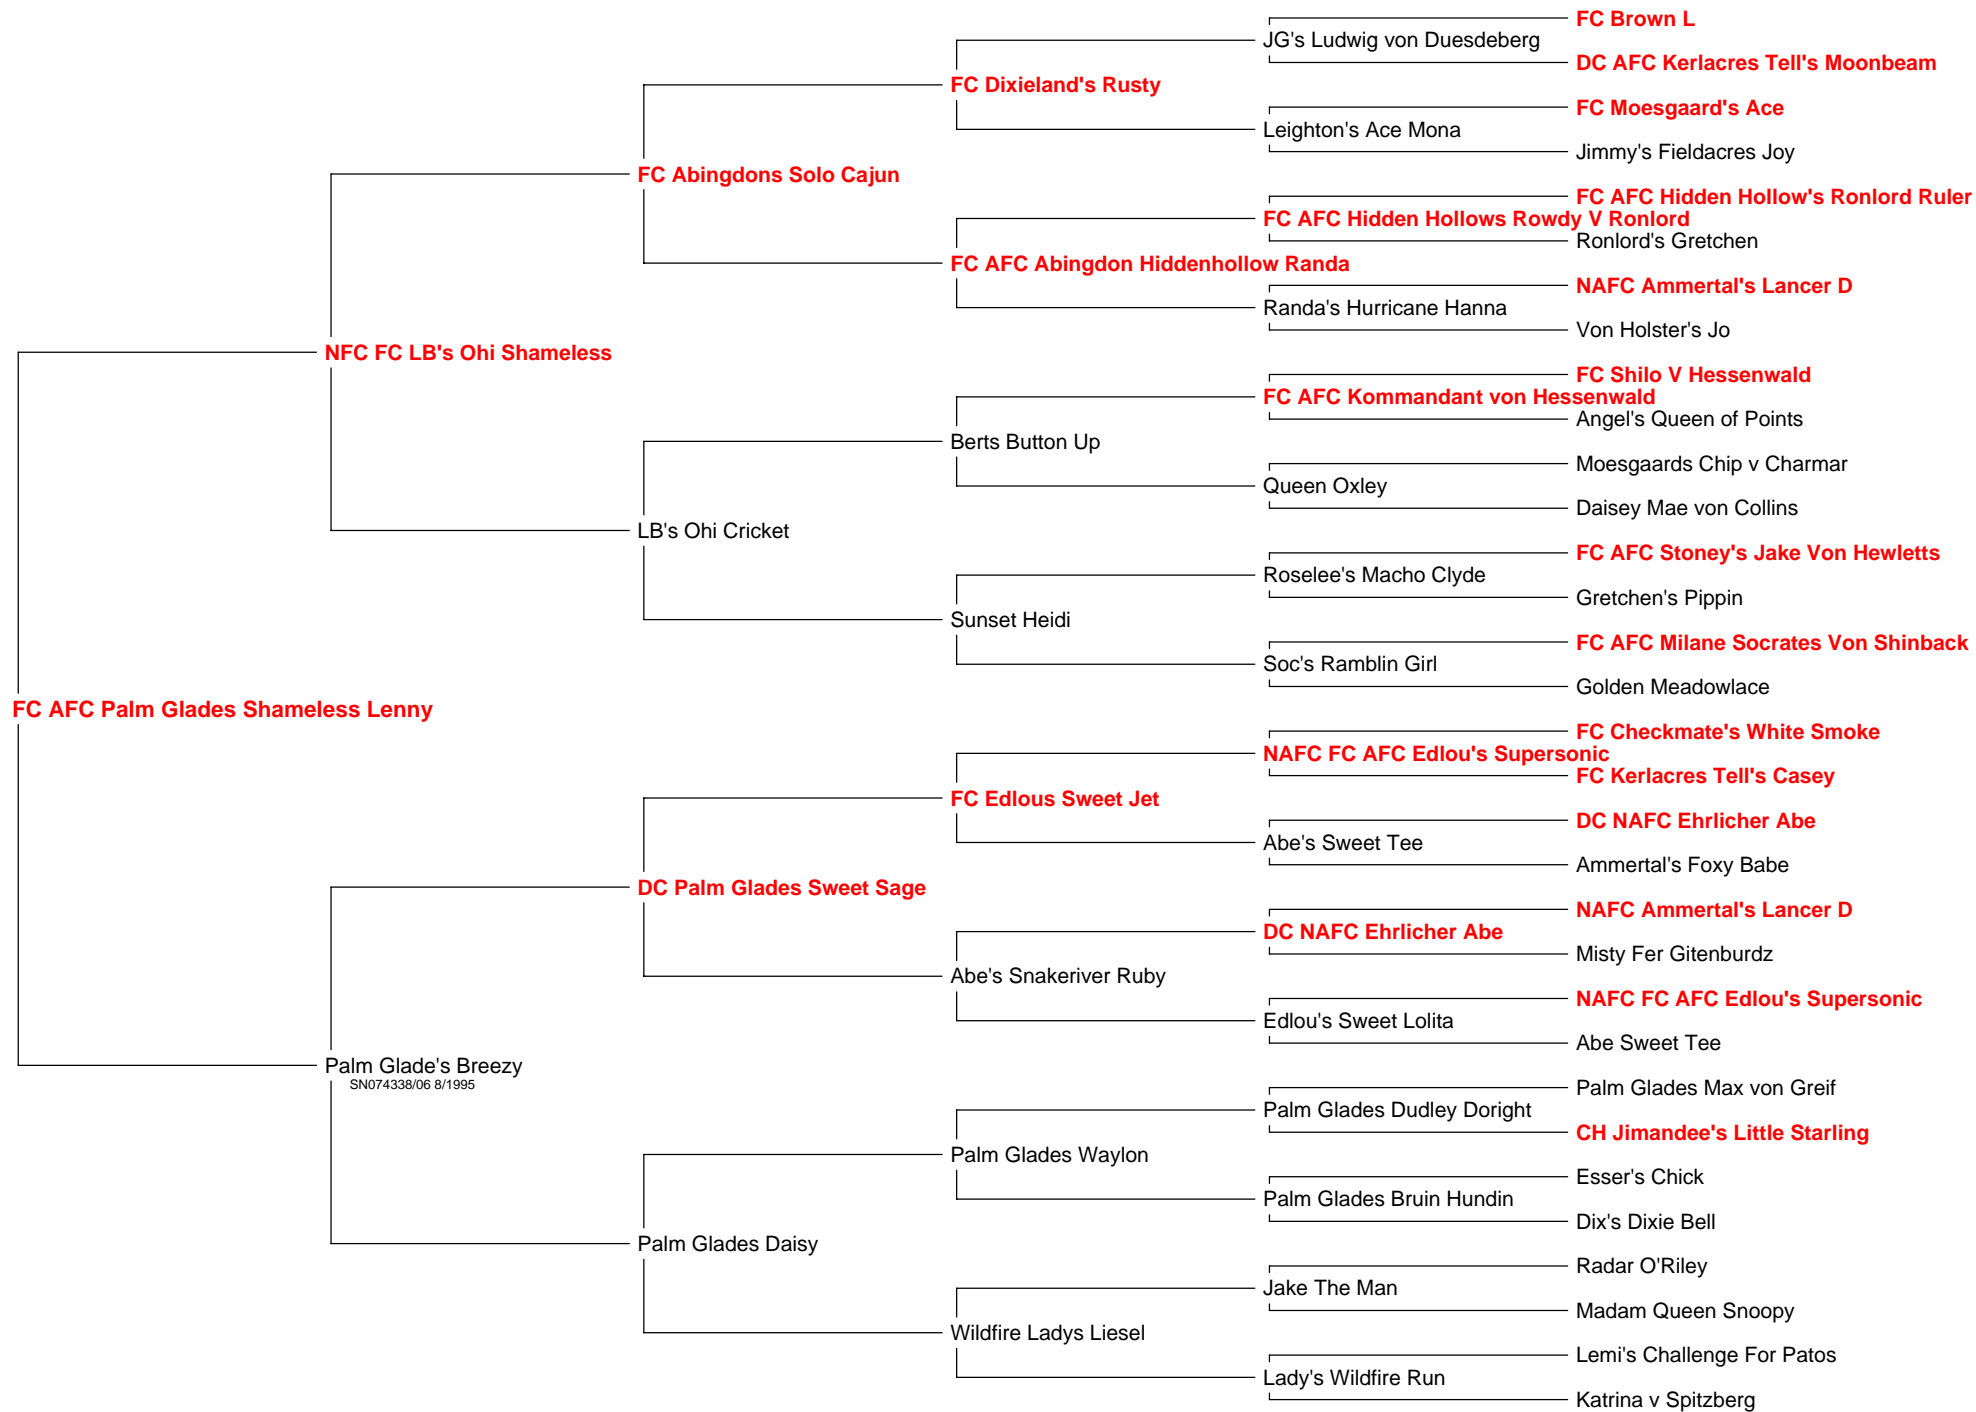 FC Brown L
JG's Ludwig von Duesdeberg
DC AFC Kerlacres Tell's Moonbeam
FC Dixieland's Rusty
FC Moesgaard's Ace
Leighton's Ace Mona
Jimmy's Fieldacres Joy
FC Abingdons Solo Cajun
FC AFC Hidden Hollow's Ronlord Ruler
FC AFC Hidden Hollows Rowdy V Ronlord
Ronlord's Gretchen
FC AFC Abingdon Hiddenhollow Randa
NAFC Ammertal's Lancer D
Randa's Hurricane Hanna
Von Holster's Jo
NFC FC LB's Ohi Shameless
FC Shilo V Hessenwald
FC AFC Kommandant von Hessenwald
Angel's Queen of Points
Berts Button Up
Moesgaards Chip v Charmar
Queen Oxley
Daisey Mae von Collins
LB's Ohi Cricket
FC AFC Stoney's Jake Von Hewletts
Roselee's Macho Clyde
Gretchen's Pippin
Sunset Heidi
FC AFC Milane Socrates Von Shinback
Soc's Ramblin Girl
Golden Meadowlace
FC AFC Palm Glades Shameless Lenny
FC Checkmate's White Smoke
NAFC FC AFC Edlou's Supersonic
FC Kerlacres Tell's Casey
FC Edlous Sweet Jet
DC NAFC Ehrlicher Abe
Abe's Sweet Tee
Ammertal's Foxy Babe
DC Palm Glades Sweet Sage
NAFC Ammertal's Lancer D
DC NAFC Ehrlicher Abe
Misty Fer Gitenburdz
Abe's Snakeriver Ruby
NAFC FC AFC Edlou's Supersonic
Edlou's Sweet Lolita
Abe Sweet Tee
Palm Glade's Breezy
SN074338/06 8/1995
Palm Glades Max von Greif
Palm Glades Dudley Doright
CH Jimandee's Little Starling
Palm Glades Waylon
Esser's Chick
Palm Glades Bruin Hundin
Dix's Dixie Bell
Palm Glades Daisy
Radar O'Riley
Jake The Man
Madam Queen Snoopy
Wildfire Ladys Liesel
Lemi's Challenge For Patos
Lady's Wildfire Run
Katrina v Spitzberg